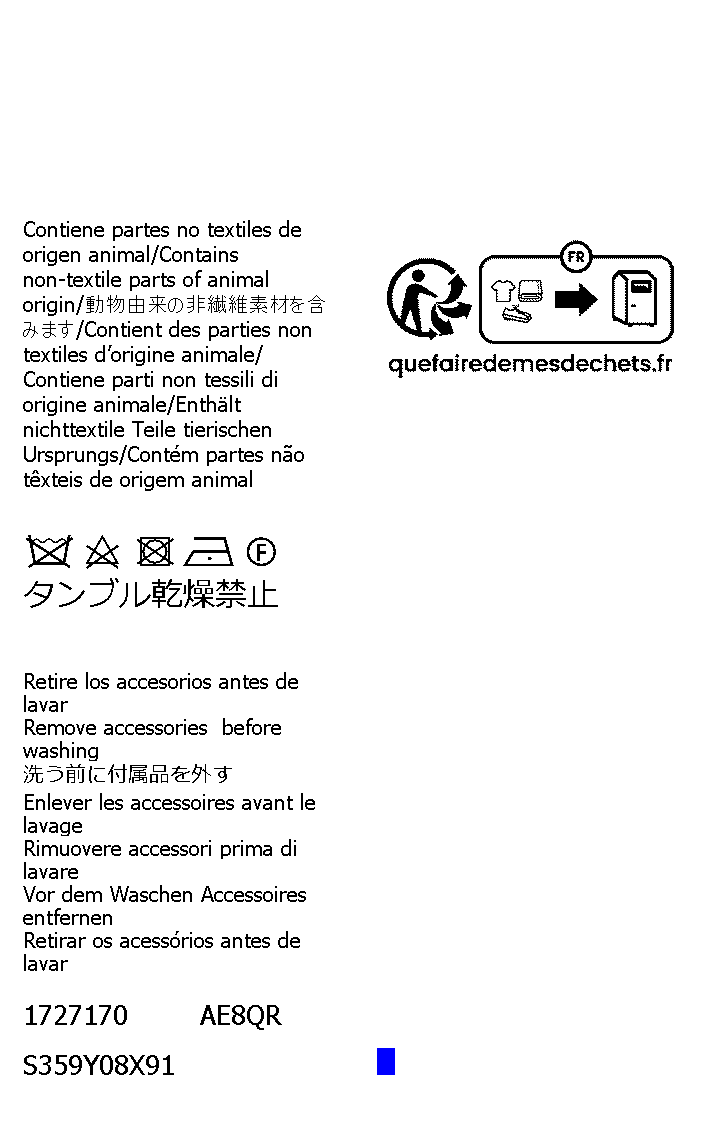 Contiene partes no textiles de
origen animal/Contains
non-textile parts of animal
origin/動物由来の非繊維素材を含
みます/Contient des parties non
textiles d'origine animale/
Contiene parti non tessili di
origine animale/Enthält
nichttextile Teile tierischen
Ursprungs/Contém partes não
têxteis de origem animal
F
タンブル乾燥禁止
Retire los accesorios antes de
lavar
Remove accessories before
washing
洗う前に付属品を外す
Enlever les accessoires avant le
lavage
Rimuovere accessori prima di
lavare
Vor dem Waschen Accessoires
entfernen
Retirar os acessórios antes de
lavar
1727170 AE8QR
S359Y08X91
FR
quefairedemesdechets.fr